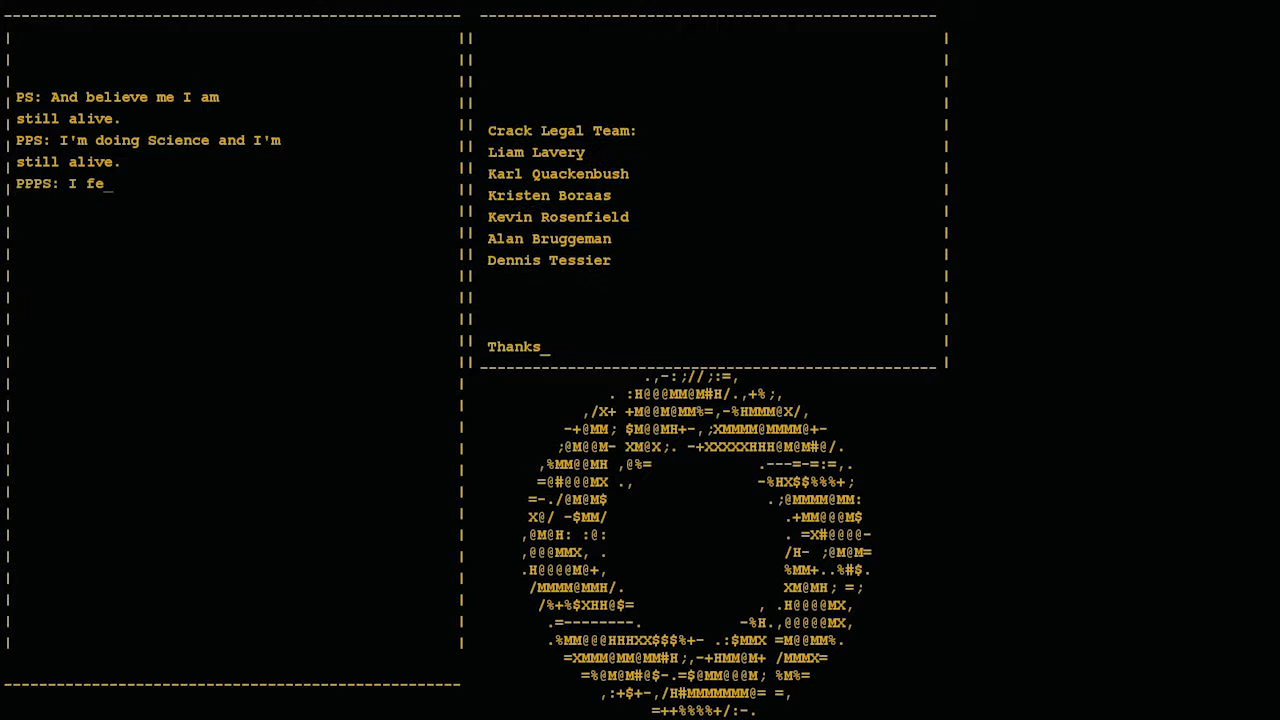 PS: And believe me I am
still alive.
PPS: I'm doing Science and I'm
still alive.
PPPS: I fe_
Crack Legal Team:
Liam Lavery
Karl Quackenbush
Kristen Boraas
Kevin Rosenfield
Alan Bruggeman
Dennis Tessier
Thanks_